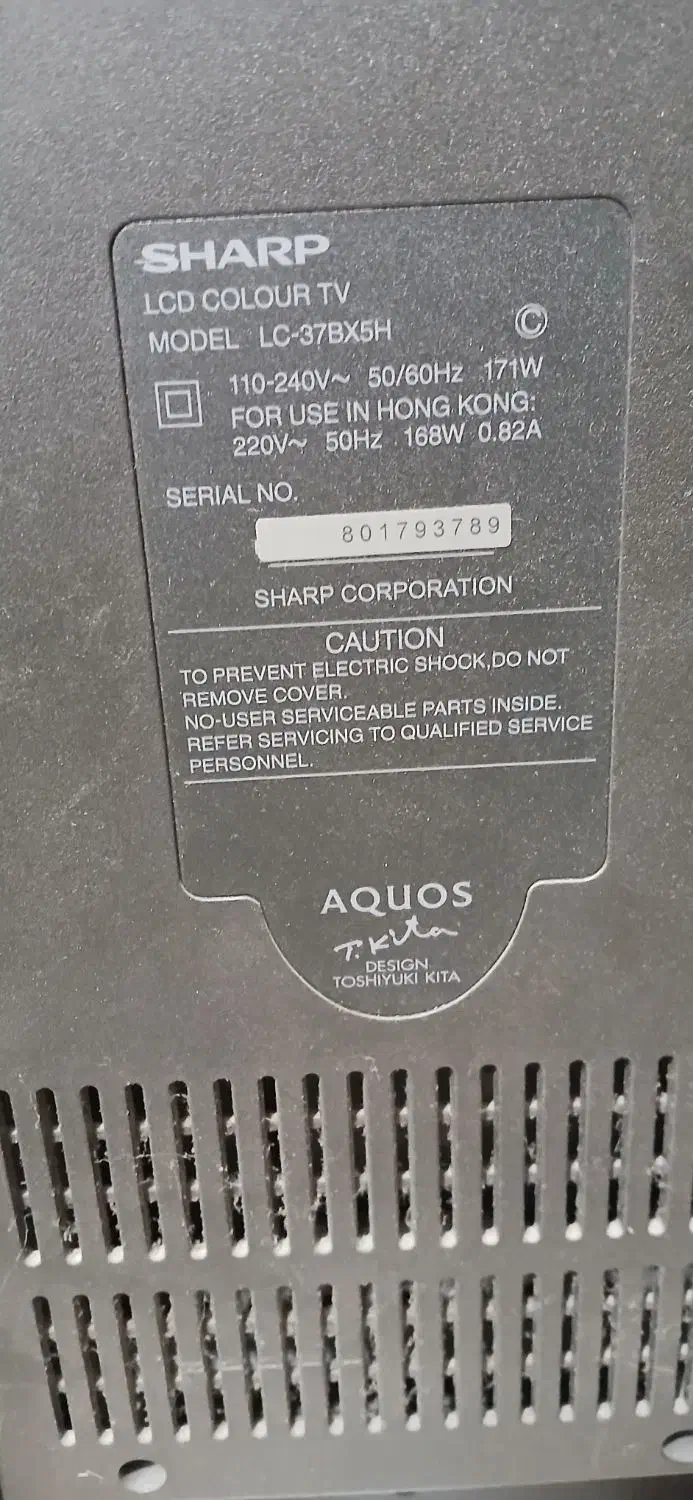 SHARP
LCD COLOUR TV
MODEL LC-37BX5H
©
110-240V~ 50/60Hz 171W
FOR USE IN HONG KONG:
220V~ 50Hz 168W 0.82A
SERIAL NO.
801793789
SHARP CORPORATION
CAUTION
TO PREVENT ELECTRIC SHOCK,DO NOT
REMOVE COVER.
NO-USER SERVICEABLE PARTS INSIDE.
REFER SERVICING TO QUALIFIED SERVICE
PERSONNEL.
AQUOS
T. Kita
DESIGN
TOSHIYUKI KITA